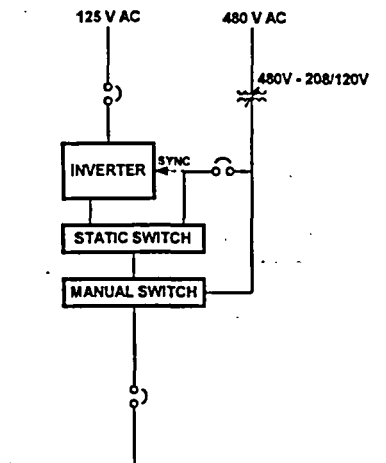 125 V AC
480 V AC
480V - 208/120V
INVERTER
SYNC
STATIC SWITCH
MANUAL SWITCH